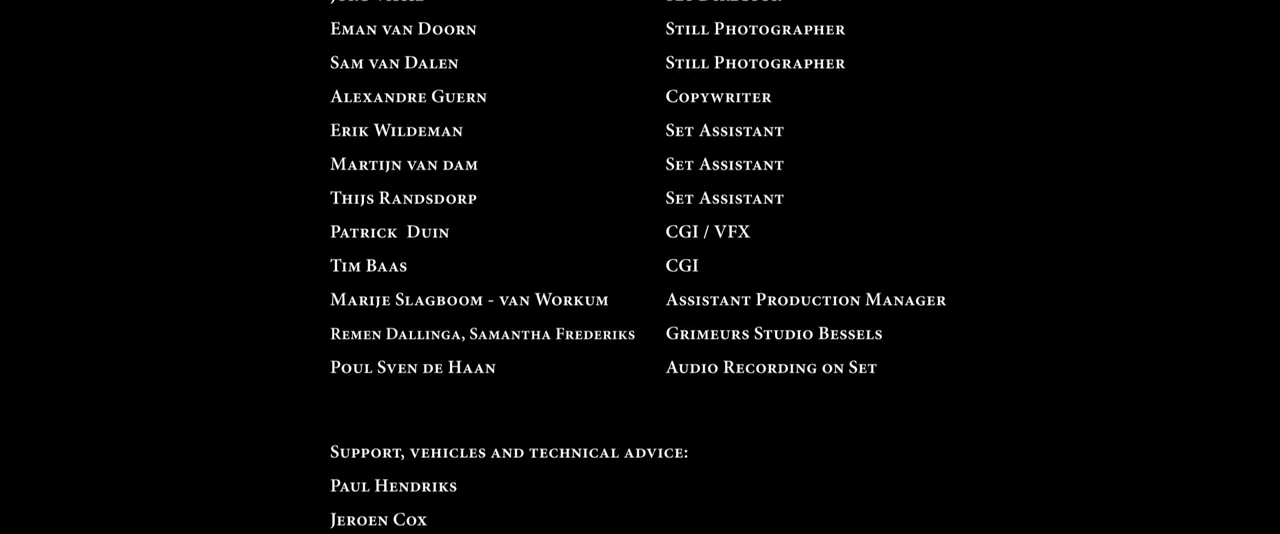 Eman van Doorn Still Photographer
Sam van Dalen Still Photographer
Alexandre Guern Copywriter
Erik Wildeman Set Assistant
Martijn van dam Set Assistant
Thijs Randsdorp Set Assistant
Patrick Duin CGI / VFX
Tim Baas CGI
Marije Slagboom - van Workum Assistant Production Manager
Remen Dallinga, Samantha Frederiks Grimeurs Studio Bessels
Poul Sven de Haan Audio Recording on Set
Support, vehicles and technical advice:
Paul Hendriks
Jeroen Cox